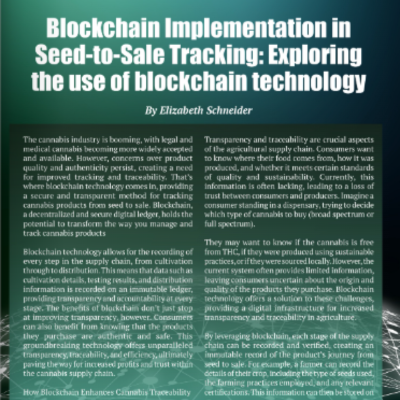 Blockchain Implementation in
Seed-to-Sale Tracking: Exploring
the use of blockchain technology
By Elizabeth Schneider
The cannabis industry is booming, with legal and
medical cannabis becoming more widely accepted
and available. However, concerns over product
quality and authenticity persist, creating a need
for improved tracking and traceability. That's
where blockchain technology comes in, providing
a secure and transparent method for tracking
cannabis products from seed to sale. Blockchain,
a decentralized and secure digital ledger, holds the
potential to transform the way you manage and
track cannabis products
Blockchain technology allows for the recording of
every step in the supply chain, from cultivation
through to distribution. This means that data such as
cultivation details, testing results, and distribution
information is recorded on an immutable ledger,
providing transparency and accountability at every
stage. The benefits of blockchain don't just stop
at improving transparency, however. Consumers
can also benefit from knowing that the products
they purchase are authentic and safe. This
groundbreaking technology offers unparalleled
transparency, traceability, and efficiency, ultimately
paving the way for increased profits and trust within
the cannabis supply chain.
How Blockchain Enhances Cannabis Traceability
Transparency and traceability are crucial aspects
of the agricultural supply chain. Consumers want
to know where their food comes from, how it was
produced, and whether it meets certain standards
of quality and sustainability. Currently, this
information is often lacking, leading to a loss of
trust between consumers and producers. Imagine a
consumer standing in a dispensary, trying to decide
which type of cannabis to buy (broad spectrum or
full spectrum).
They may want to know if the cannabis is free
from THC, if they were produced using sustainable
practices, or if they were sourced locally. However, the
current system often provides limited information,
leaving consumers uncertain about the origin and
quality of the products they purchase. Blockchain
technology offers a solution to these challenges,
providing a digital infrastructure for increased
transparency and traceability in agriculture.
By leveraging blockchain, each stage of the supply
chain can be recorded and verified, creating an
immutable record of the product's journey from
seed to sale. For example, a farmer can record the
details of their crop, including the type of seeds used,
the farming practices employed, and any relevant
certifications. This information can then be stored on